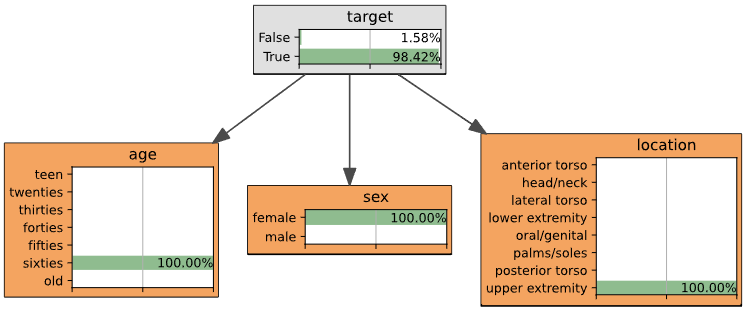 target
False 1.58%
True 98.42%
age
teen
twenties
thirties
forties
fifties
sixties 100.00%
old
sex
female 100.00%
male
location
anterior torso
head/neck
lateral torso
lower extremity
oral/genital
palms/soles
posterior torso
upper extremity 100.00%